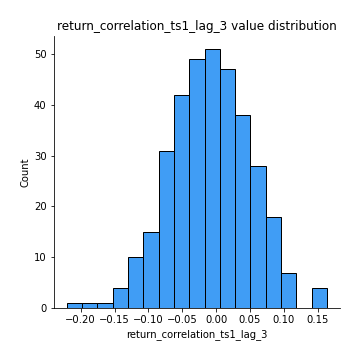 return_correlation_ts1_lag_3 value distribution
50
40
30
20
10
0
Count
−0.20 −0.15 −0.10 −0.05 0.00 0.05 0.10 0.15
return_correlation_ts1_lag_3